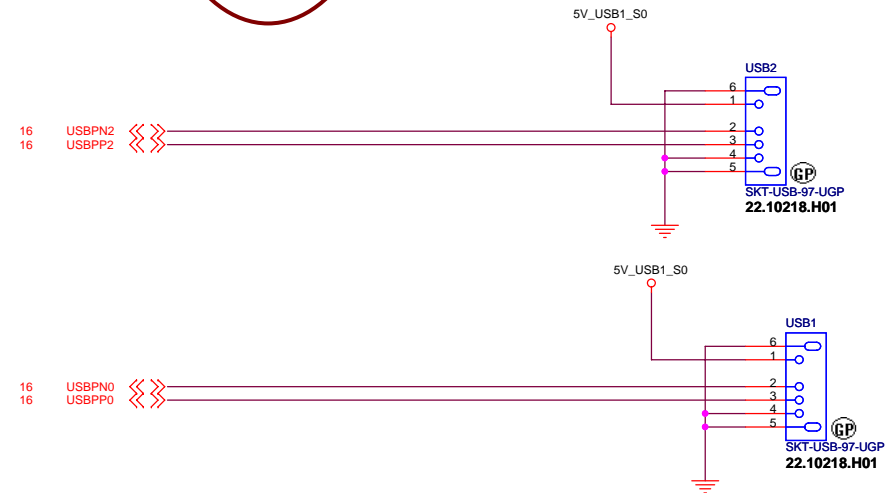 5V_USB1_S0
USB2
6
1
16 USBPN2 2
16 USBPP2 3
4
5
GP
SKT-USB-97-UGP
22.10218.H01
5V_USB1_S0
USB1
6
1
16 USBPN0 2
16 USBPP0 3
4
5
GP
SKT-USB-97-UGP
22.10218.H01